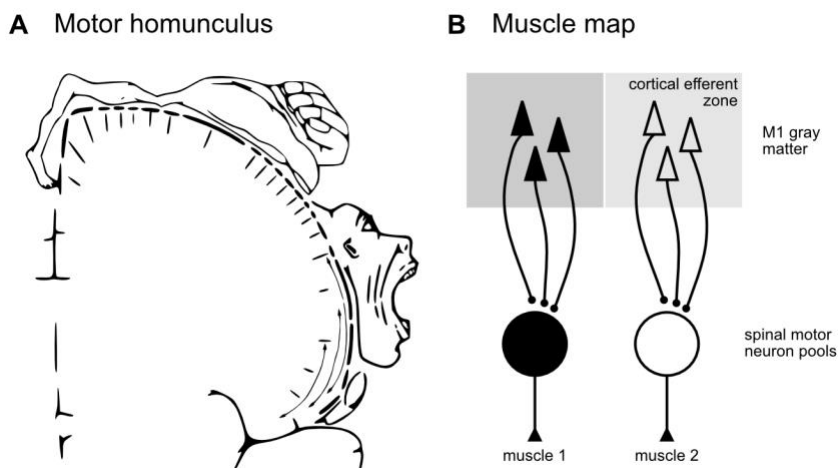 A Motor homunculus
B Muscle map
cortical efferent
zone
M1 gray
matter
spinal motor
neuron pools
muscle 1
muscle 2